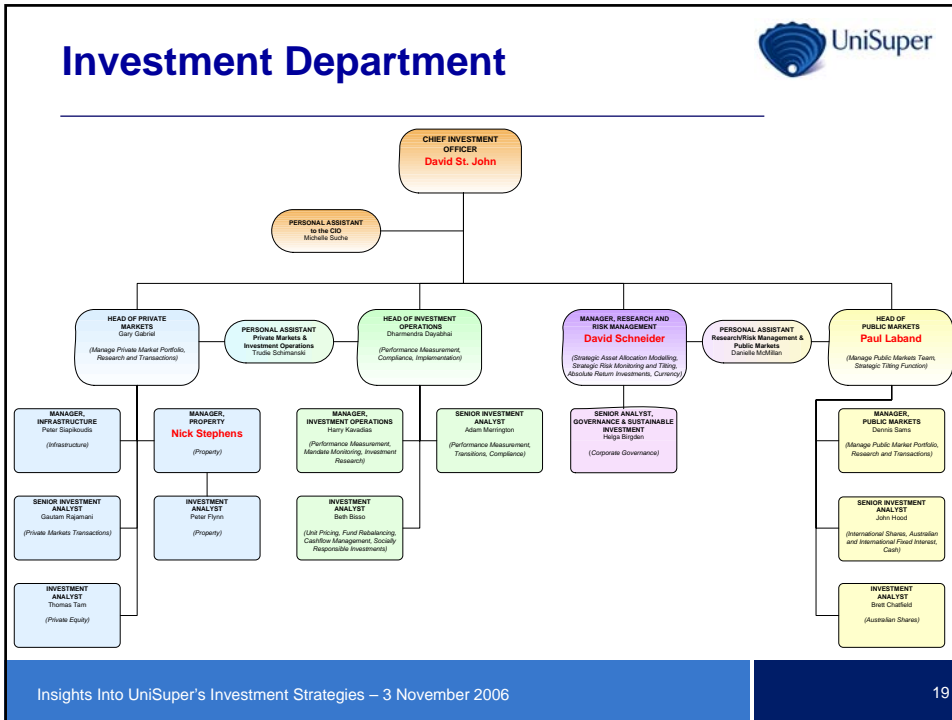 Investment Department
UniSuper
CHIEF INVESTMENT
OFFICER
David St. John
PERSONAL ASSISTANT
to the CIO
Michelle Suche
HEAD OF PRIVATE
MARKETS
Gary Gabriel
(Manage Private Market Portfolio,
Research and Transactions)
PERSONAL ASSISTANT
Private Markets &
Investment Operations
Trudie Schimanski
HEAD OF INVESTMENT
OPERATIONS
Dharmendra Dayabhai
(Performance Measurement,
Compliance, Implementation)
MANAGER, RESEARCH AND
RISK MANAGEMENT
David Schneider
(Strategic Asset Allocation Modelling,
Strategic Risk Monitoring and Tilting,
Absolute Return Investments, Currency)
PERSONAL ASSISTANT
Research/Risk Management &
Public Markets
Danielle McMillan
HEAD OF
PUBLIC MARKETS
Paul Laband
(Manage Public Markets Team,
Strategic Tilting Function)
MANAGER,
INFRASTRUCTURE
Peter Siapikoudis
(Infrastructure)
MANAGER,
PROPERTY
Nick Stephens
(Property)
MANAGER,
INVESTMENT OPERATIONS
Harry Kavadias
(Performance Measurement,
Mandate Monitoring, Investment
Research)
SENIOR INVESTMENT
ANALYST
Adam Merrington
(Performance Measurement,
Transitions, Compliance)
SENIOR ANALYST,
GOVERNANCE & SUSTAINABLE
INVESTMENT
Helga Birgden
(Corporate Governance)
MANAGER,
PUBLIC MARKETS
Dennis Sams
(Manage Public Market Portfolio,
Research and Transactions)
SENIOR INVESTMENT
ANALYST
Gautam Rajamani
(Private Markets Transactions)
INVESTMENT
ANALYST
Peter Flynn
(Property)
INVESTMENT
ANALYST
Beth Bisso
(Unit Pricing, Fund Rebalancing,
Cashflow Management, Socially
Responsible Investments)
SENIOR INVESTMENT
ANALYST
John Hood
(International Shares, Australian
and International Fixed Interest,
Cash)
INVESTMENT
ANALYST
Thomas Tam
(Private Equity)
INVESTMENT
ANALYST
Brett Chatfield
(Australian Shares)
Insights Into UniSuper's Investment Strategies – 3 November 2006
19